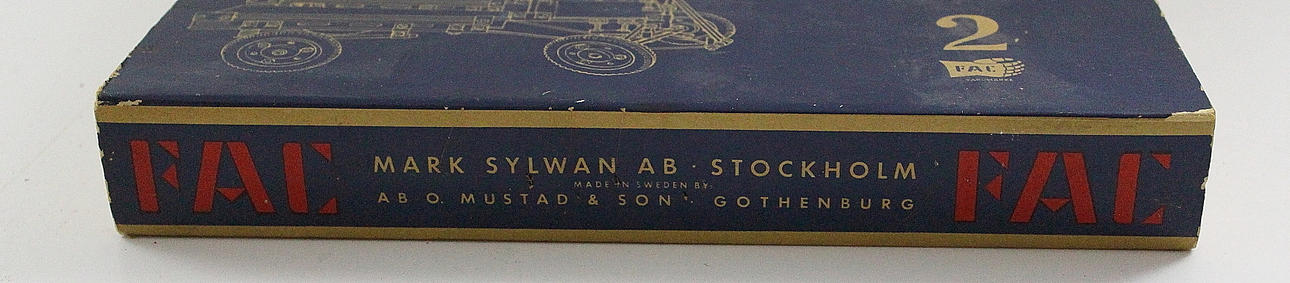 2
FAC
FAC
MARK SYLWAN AB · STOCKHOLM
MADE IN SWEDEN BY:
AB O. MUSTAD & SON · GOTHENBURG
FAC